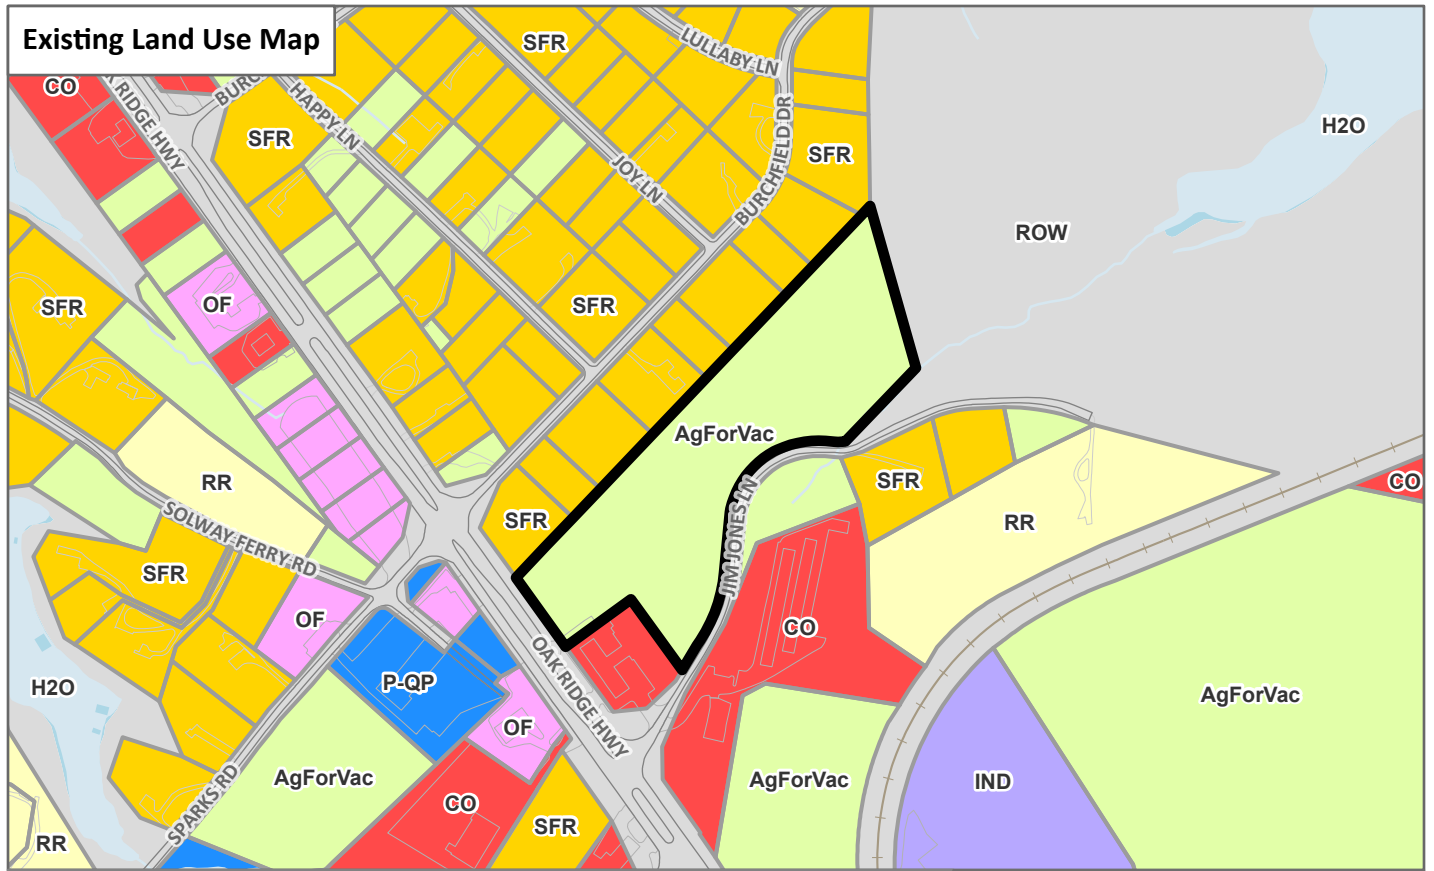 Existing Land Use Map
SFR
LULLABY LN
CO
RIDGE HWY
BURC
HAPPY LN
SFR
JOY LN
BURCHFIELD DR
SFR
H2O
ROW
SFR
OF
SFR
AgForVac
RR
SOLWAY FERRY RD
SFR
JIM JONES LN
SFR
CO
RR
SFR
OF
CO
H2O
P-QP
OAK RIDGE HWY
OF
AgForVac
SPARKS RD
AgForVac
CO
SFR
AgForVac
IND
RR